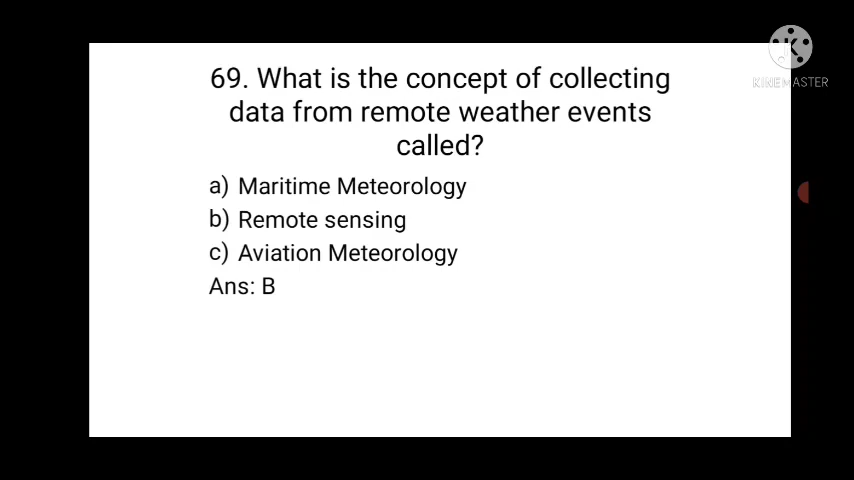 69. What is the concept of collecting
data from remote weather events
called?
a) Maritime Meteorology
b) Remote sensing
c) Aviation Meteorology
Ans: B
K
KINEMASTER